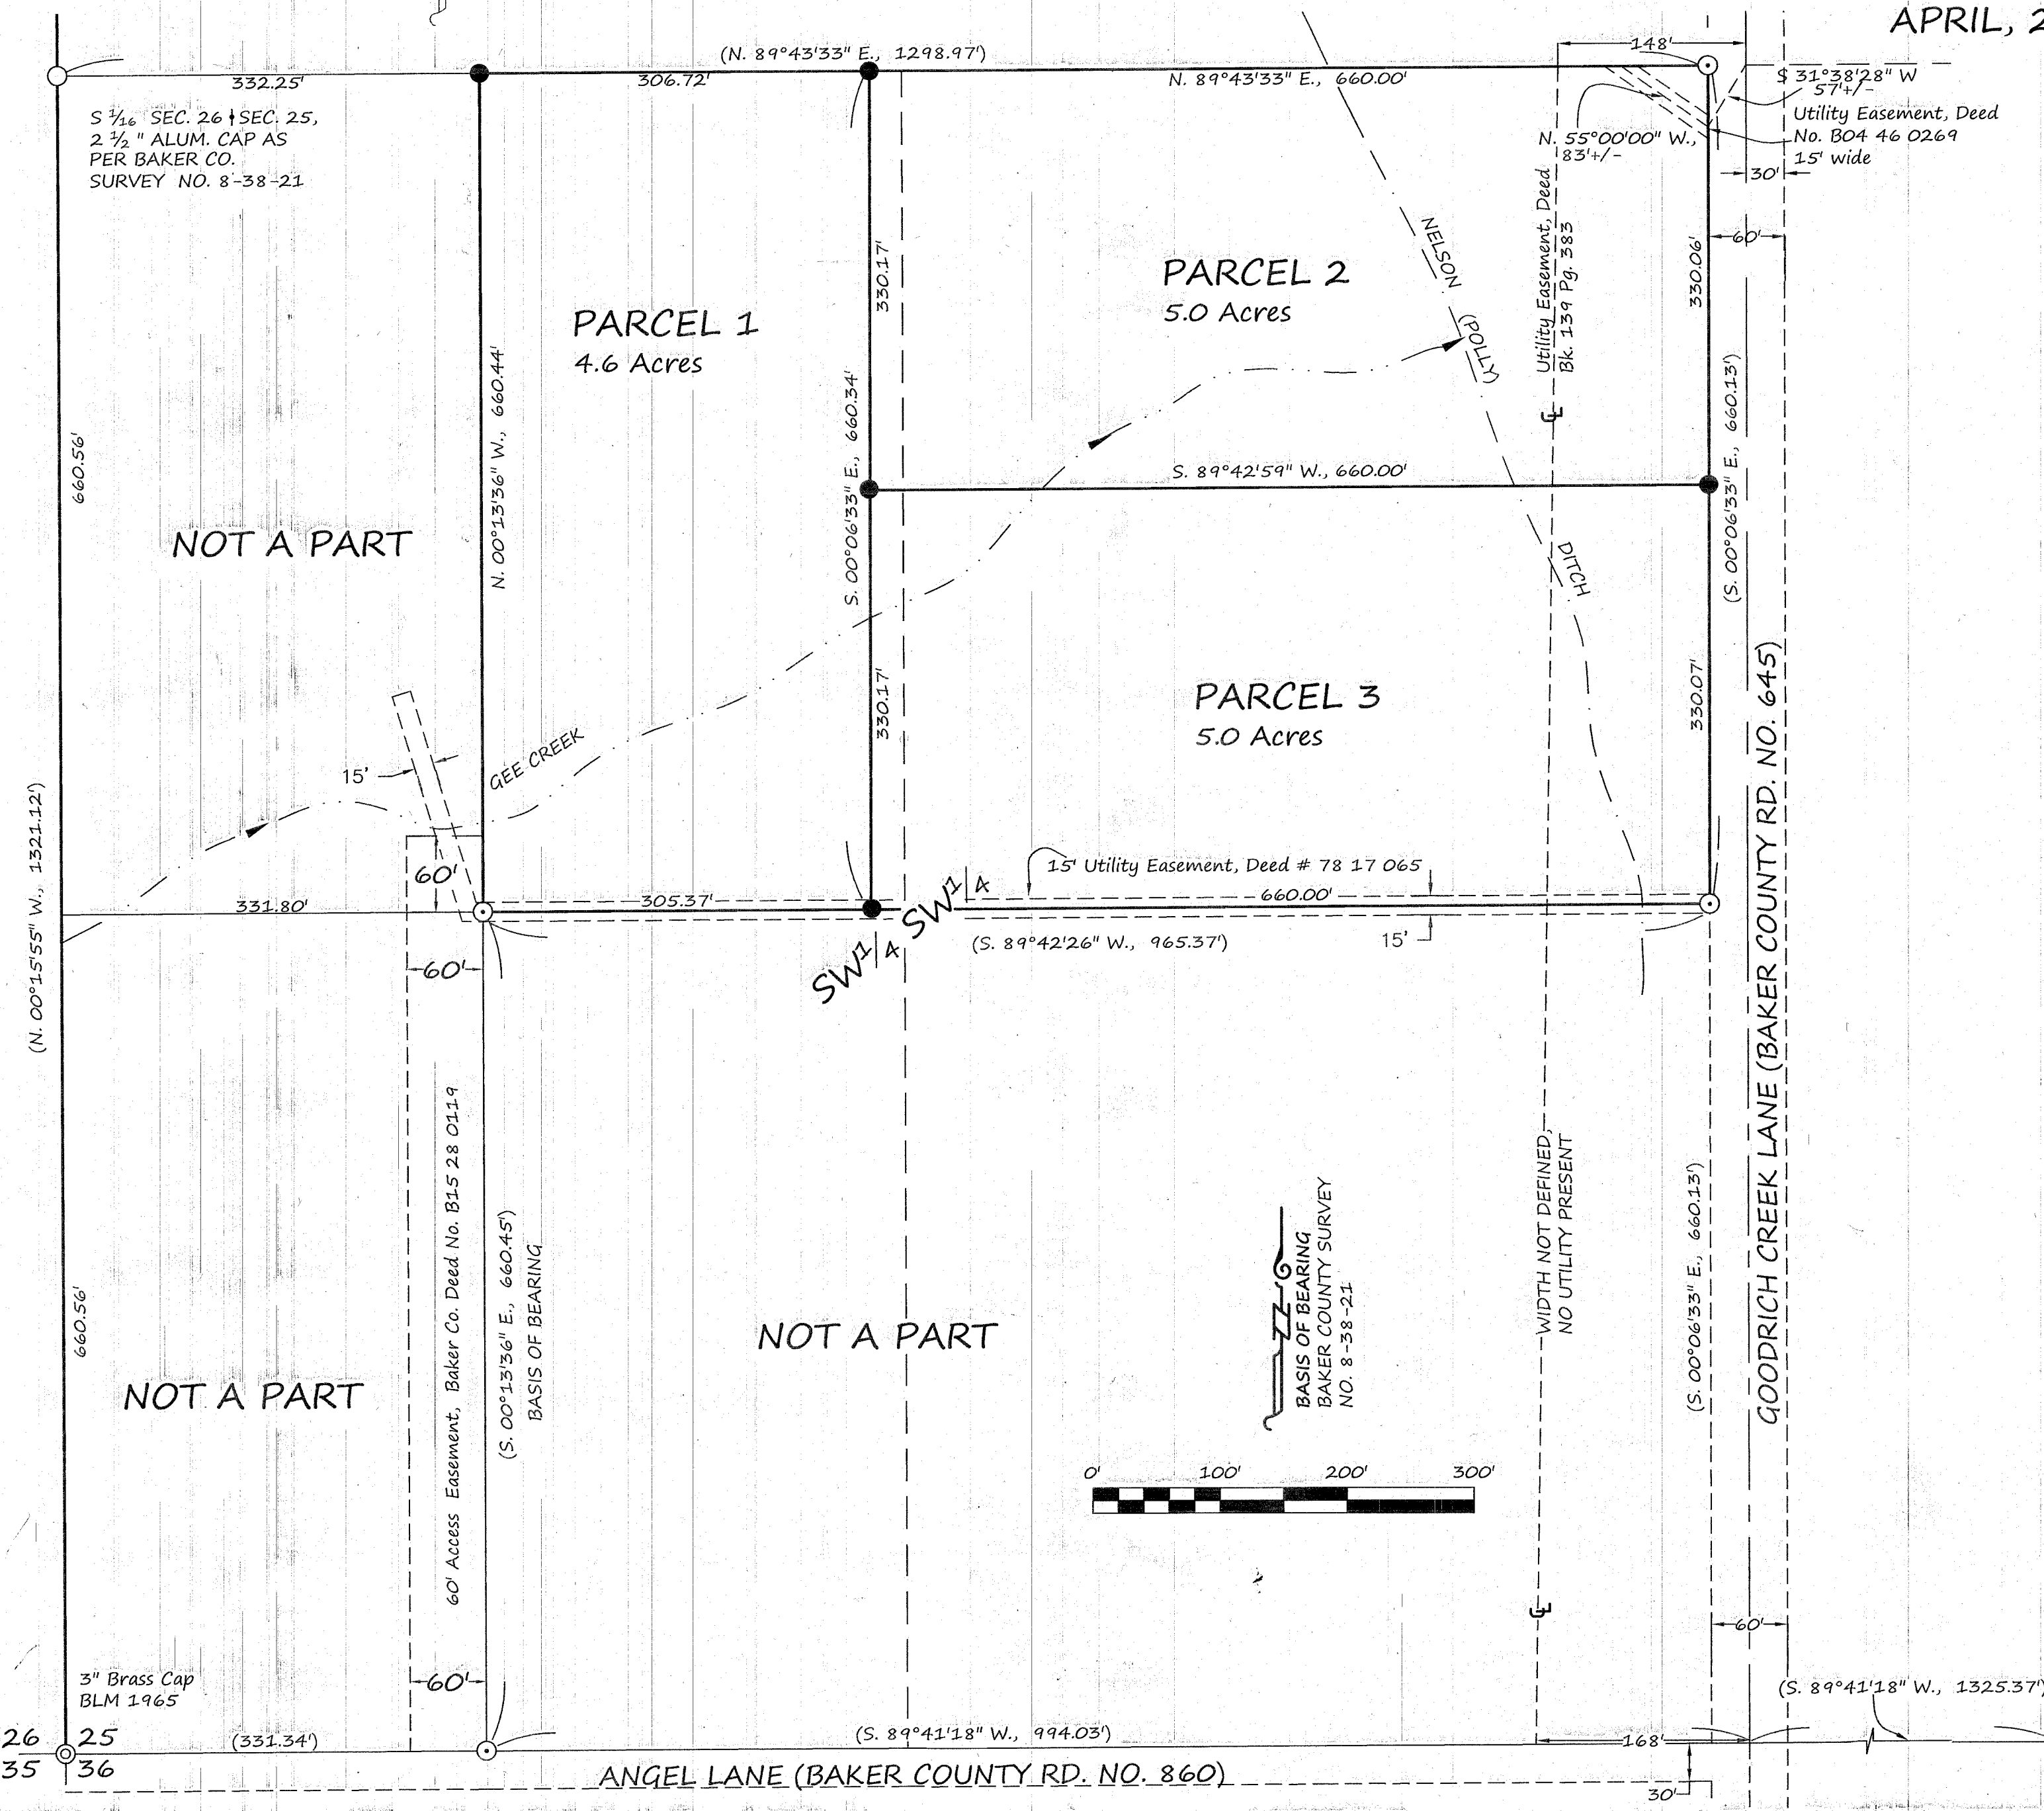 APRIL, 2
(N. 89°43'33" E., 1298.97')
332.25'
306.72'
N. 89°43'33" E., 660.00'
148'
S 31°38'28" W
57'+/-
Utility Easement, Deed
No. B04 46 0269
15' wide
N. 55°00'00" W.,
83'+/-
30'
60'
S 1/16 SEC. 26 | SEC. 25,
2 1/2" ALUM. CAP AS
PER BAKER CO.
SURVEY NO. 8-38-21
PARCEL 1
4.6 Acres
PARCEL 2
5.0 Acres
NELSON
(POLLY)
DITCH
Utility Easement, Deed
Bk. 139 Pg. 383
℄
330.17'
330.06'
660.56'
N. 00°13'36" W., 660.44'
S. 00°06'33" E., 660.34'
(S. 00°06'33" E., 660.13')
S. 89°42'59" W., 660.00'
NOT A PART
PARCEL 3
5.0 Acres
330.17'
330.07'
GEE CREEK
15'
60'
331.80'
305.37'
15' Utility Easement, Deed # 78 17 065
660.00'
(S. 89°42'26" W., 965.37')
15'
SW1/4
SW1/4
60'
(N. 00°15'55" W., 1321.12')
GOODRICH CREEK LANE (BAKER COUNTY RD. NO. 645)
60' Access Easement, Baker Co. Deed No. B15 28 0119
(S. 00°13'36" E., 660.45')
BASIS OF BEARING
WIDTH NOT DEFINED,
NO UTILITY PRESENT
(S. 00°06'33" E., 660.13')
660.56'
NOT A PART
NOT A PART
N
BASIS OF BEARING
BAKER COUNTY SURVEY
NO. 8-38-21
0' 100' 200' 300'
℄
60'
3" Brass Cap
BLM 1965
60'
(S. 89°41'18" W., 1325.37')
26 25
35 36
(331.34')
(S. 89°41'18" W., 994.03')
168'
ANGEL LANE (BAKER COUNTY RD. NO. 860)
30'